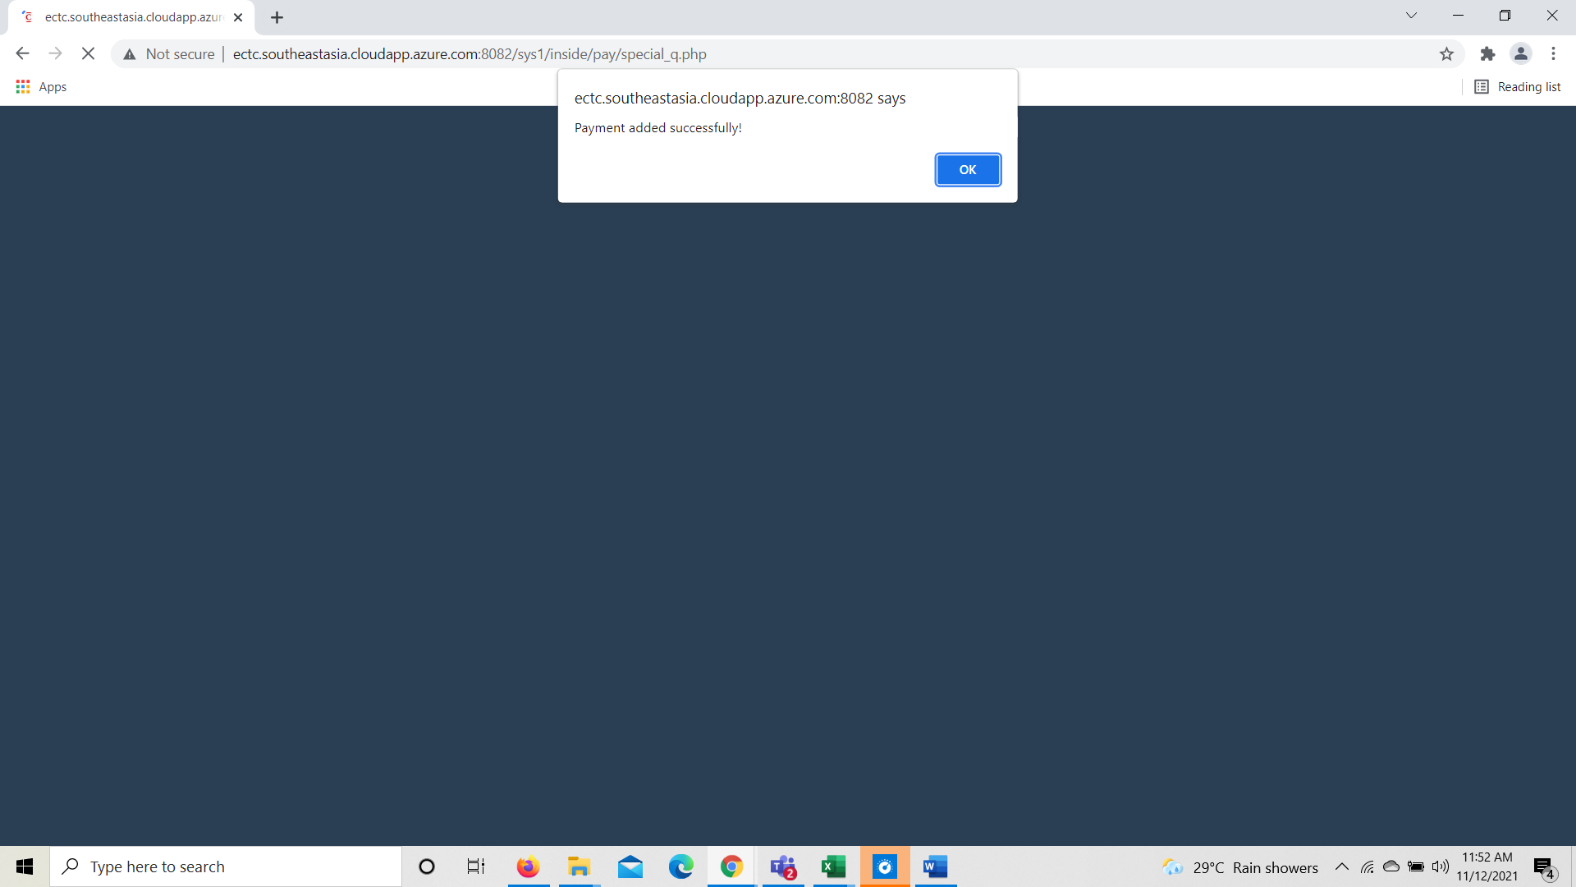 ectc.southeastasia.cloudapp.azur
Not secure | ectc.southeastasia.cloudapp.azure.com:8082/sys1/inside/pay/special_q.php
Apps
Reading list
ectc.southeastasia.cloudapp.azure.com:8082 says
Payment added successfully!
OK
Type here to search
2
29°C Rain showers
11:52 AM
11/12/2021
4